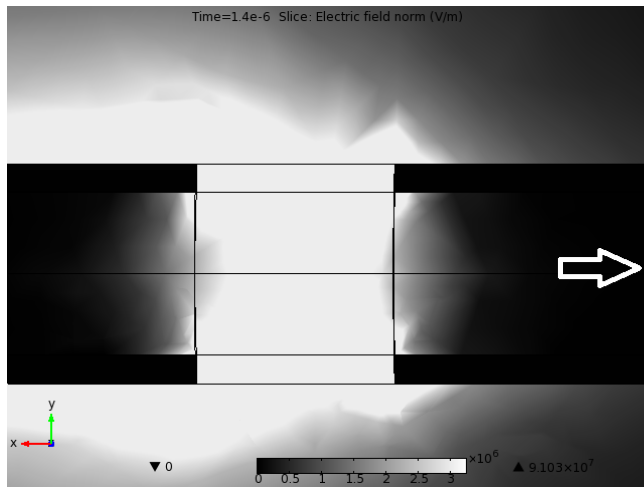 Time=1.4e-6 Slice: Electric field norm (V/m)
y
x
▼ 0
0 0.5 1 1.5 2 2.5 3
×10⁶
▲ 9.103×10⁷